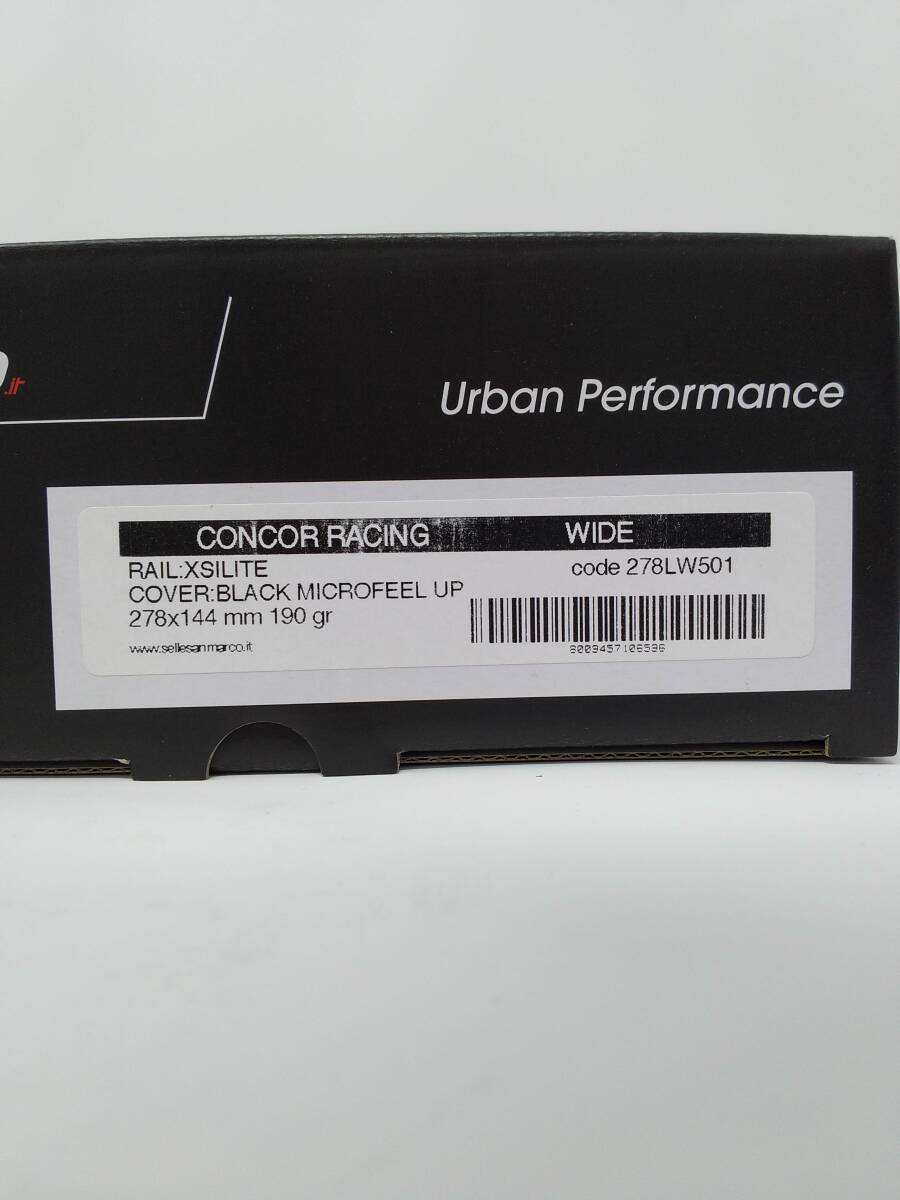 .it
Urban Performance
CONCOR RACING WIDE
RAIL:XSILITE code 278LW501
COVER:BLACK MICROFEEL UP
278x144 mm 190 gr
www.sellesanmarco.it 8009457106596